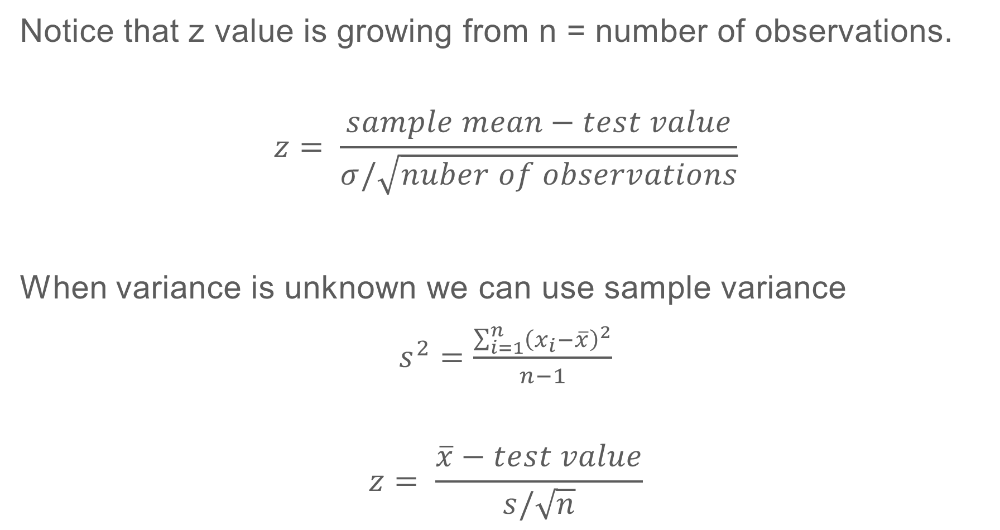 Notice that z value is growing from n = number of observations.
z = \frac{sample mean − test value}{σ/\sqrt{nuber of observations}}
When variance is unknown we can use sample variance
s^2 = \frac{\sum_{i=1}^{n}(x_i−\bar{x})^2}{n−1}
z = \frac{\bar{x} − test value}{s/\sqrt{n}}